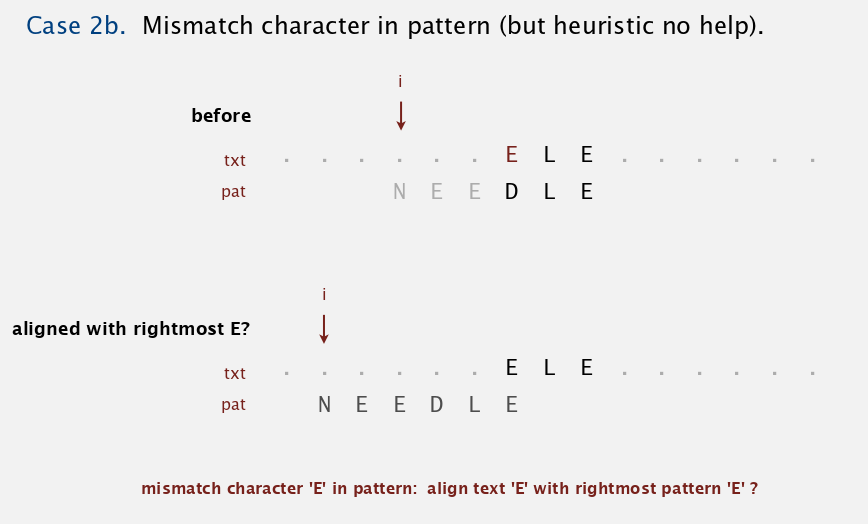 Case 2b. Mismatch character in pattern (but heuristic no help).
i
before
txt . . . . . . E L E . . . . . .
pat N E E D L E
i
aligned with rightmost E?
txt . . . . . . E L E . . . . . .
pat N E E D L E
mismatch character 'E' in pattern: align text 'E' with rightmost pattern 'E' ?